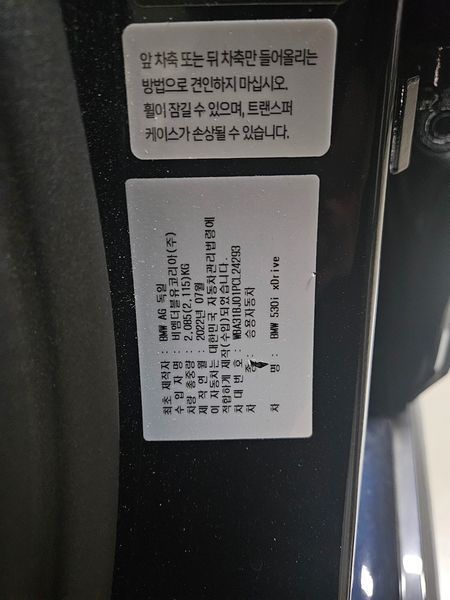 앞 차축 또는 뒤 차축만 들어올리는
방법으로 견인하지 마십시오.
휠이 잠길 수 있으며, 트랜스퍼
케이스가 손상될 수 있습니다.
최초 제작자 : BMW AG 독일
수 입 자 명 : 비엠더블유코리아(주)
차량 총중량 : 2.085(2.115)KG
제 작 연 월 : 2022년 07월
이 자동차는 대한민국 자동차관리법령에
적합하게 제작(수입)되었습니다.
차 대 번 호 : WBA31BJ01PCL24293
차 종 : 승용자동차
차 명 : BMW 530i xDrive